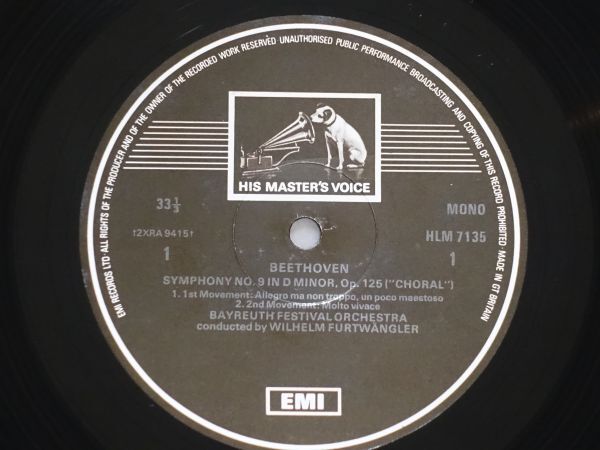 EMI RECORDS LTD·ALL RIGHTS OF THE PRODUCER AND OF THE OWNER OF THE RECORDED WORK RESERVED UNAUTHORISED PUBLIC PERFORMANCE BROADCASTING AND COPYING OF THIS RECORD PROHIBITED · MADE IN GT BRITAIN
HIS MASTER'S VOICE
33⅓
MONO
†2XRA 9415†
HLM 7135
1
1
BEETHOVEN
SYMPHONY NO. 9 IN D MINOR, Op. 125 ("CHORAL")
1. 1st Movement: Allegro ma non troppo, un poco maestoso
2. 2nd Movement: Molto vivace
BAYREUTH FESTIVAL ORCHESTRA
conducted by WILHELM FURTWÄNGLER
EMI